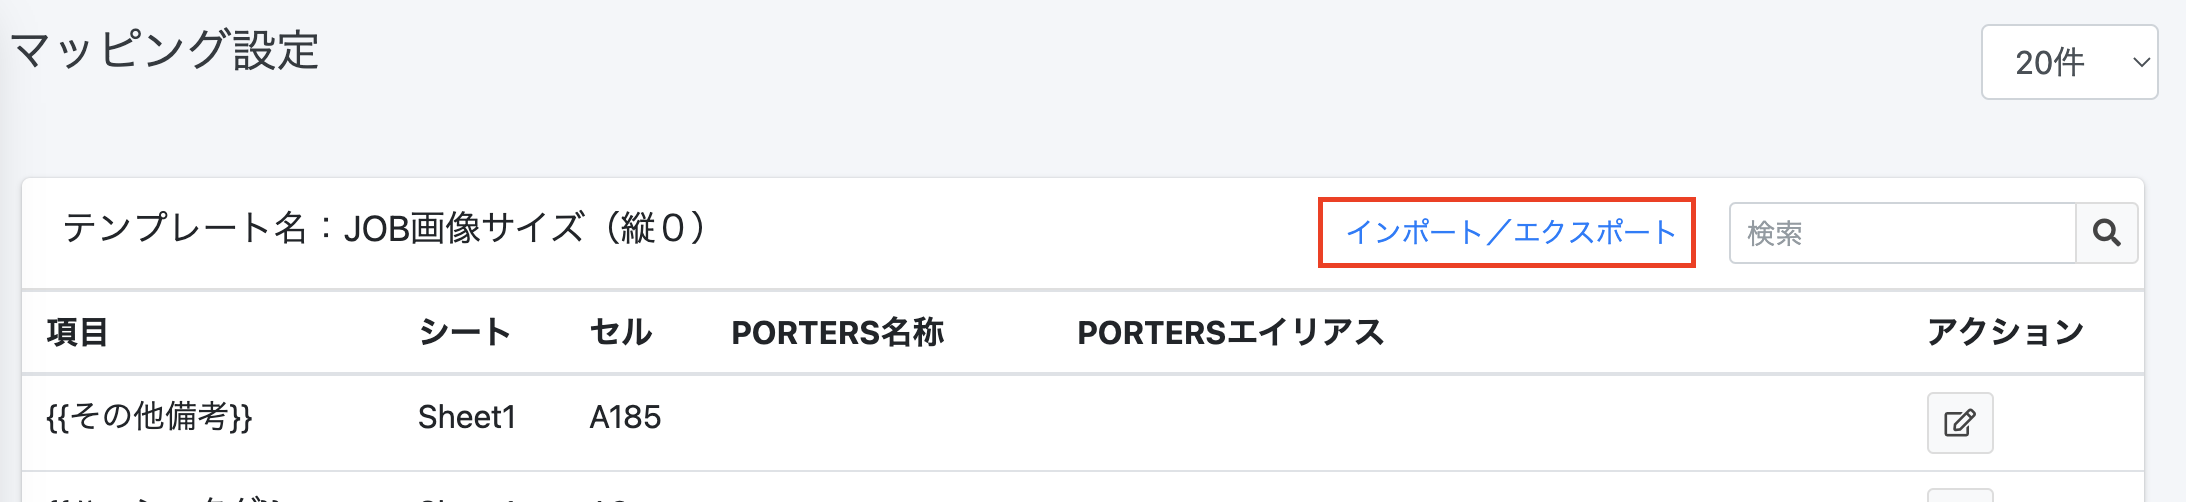 マッピング設定
20件
テンプレート名：JOB画像サイズ（縦０）
インポート／エクスポート
検索
項目 シート セル PORTERS名称 PORTERSエイリアス アクション
{{その他備考}} Sheet1 A185